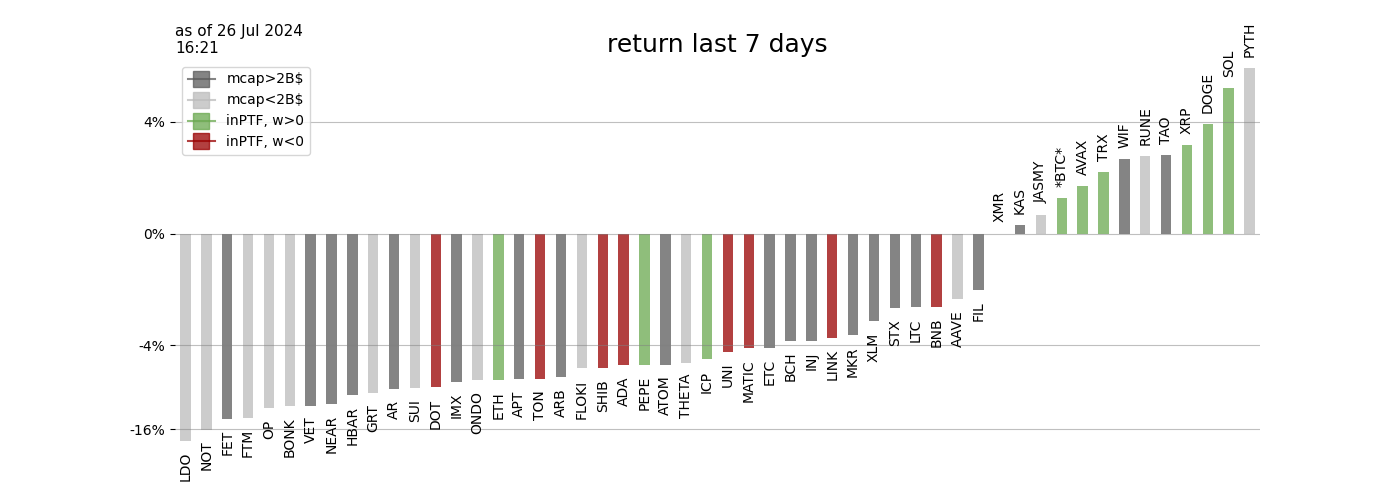 as of 26 Jul 2024
16:21
return last 7 days
mcap>2B$
mcap<2B$
inPTF, w>0
inPTF, w<0
4%
0%
-4%
-16%
LDO
NOT
FET
FTM
OP
BONK
VET
NEAR
HBAR
GRT
AR
SUI
DOT
IMX
ONDO
ETH
APT
TON
ARB
FLOKI
SHIB
ADA
PEPE
ATOM
THETA
ICP
UNI
MATIC
ETC
BCH
INJ
LINK
MKR
XLM
STX
LTC
BNB
AAVE
FIL
XMR
KAS
JASMY
*BTC*
AVAX
TRX
WIF
RUNE
TAO
XRP
DOGE
SOL
PYTH